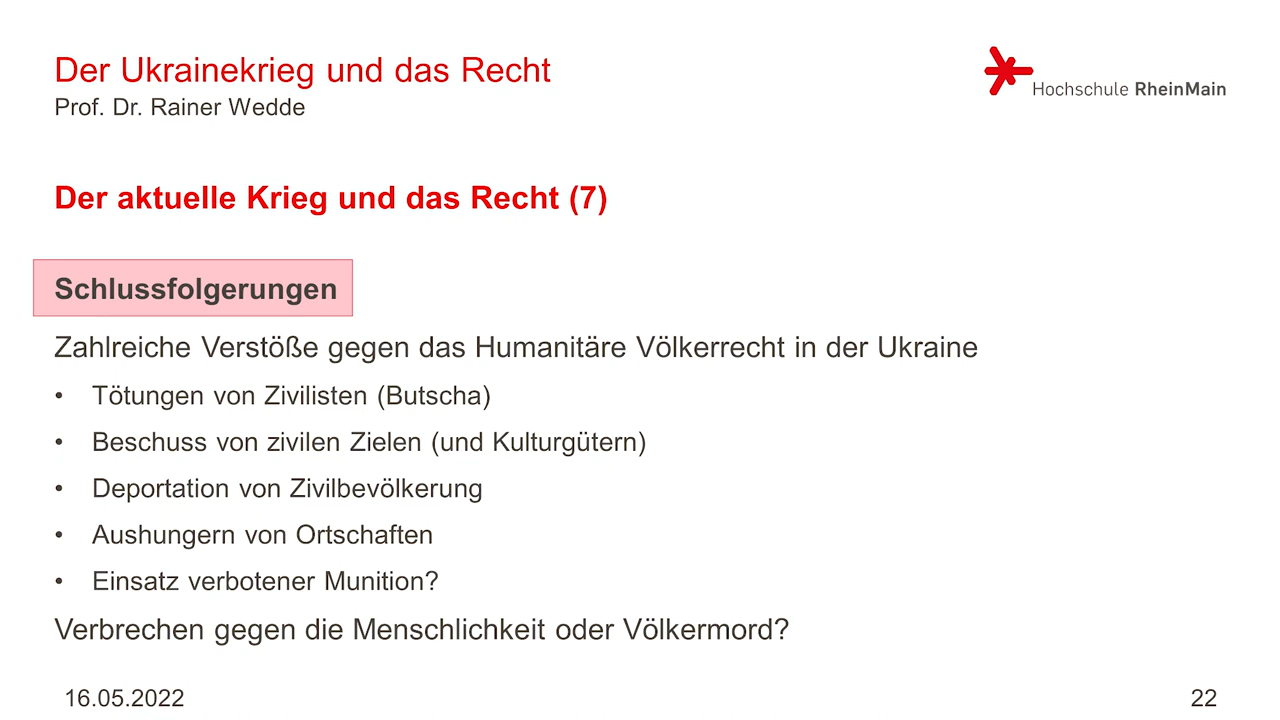 Der Ukrainekrieg und das Recht
Prof. Dr. Rainer Wedde
Hochschule RheinMain
Der aktuelle Krieg und das Recht (7)
Schlussfolgerungen
Zahlreiche Verstöße gegen das Humanitäre Völkerrecht in der Ukraine
• Tötungen von Zivilisten (Butscha)
• Beschuss von zivilen Zielen (und Kulturgütern)
• Deportation von Zivilbevölkerung
• Aushungern von Ortschaften
• Einsatz verbotener Munition?
Verbrechen gegen die Menschlichkeit oder Völkermord?
16.05.2022
22